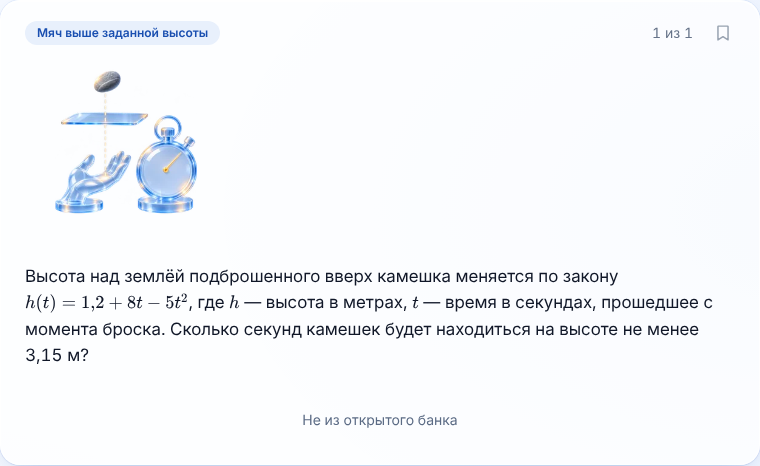 Мяч выше заданной высоты
1 из 1
Высота над землёй подброшенного вверх камешка меняется по закону
h(t) = 1,2 + 8t − 5t², где h — высота в метрах, t — время в секундах, прошедшее с
момента броска. Сколько секунд камешек будет находиться на высоте не менее
3,15 м?
Не из открытого банка